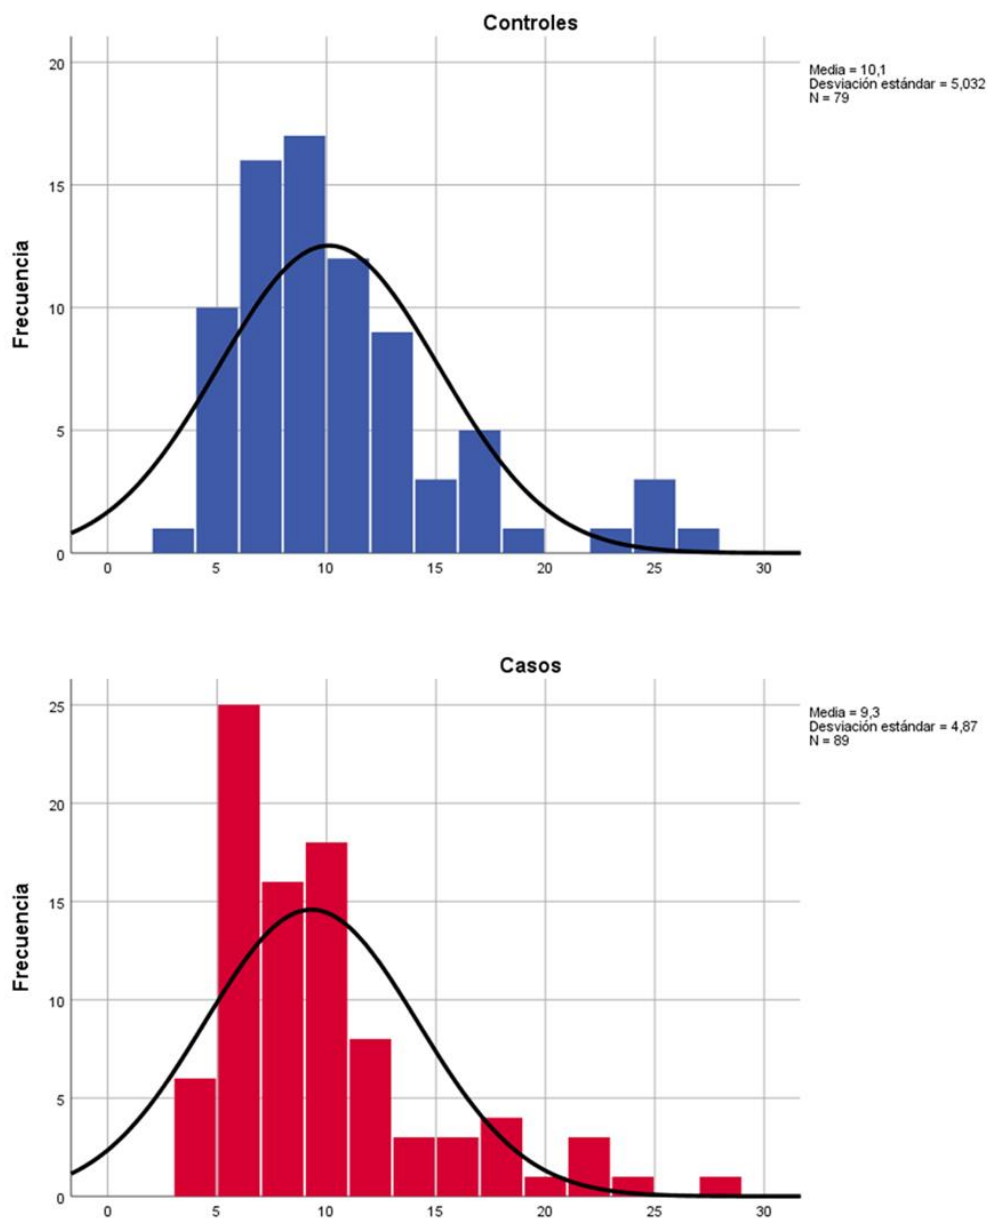 Controles
Media = 10,1
Desviación estándar = 5,032
N = 79
Frecuencia
20
15
10
5
0
0 5 10 15 20 25 30
Casos
Media = 9,3
Desviación estándar = 4,87
N = 89
Frecuencia
25
20
15
10
5
0
0 5 10 15 20 25 30